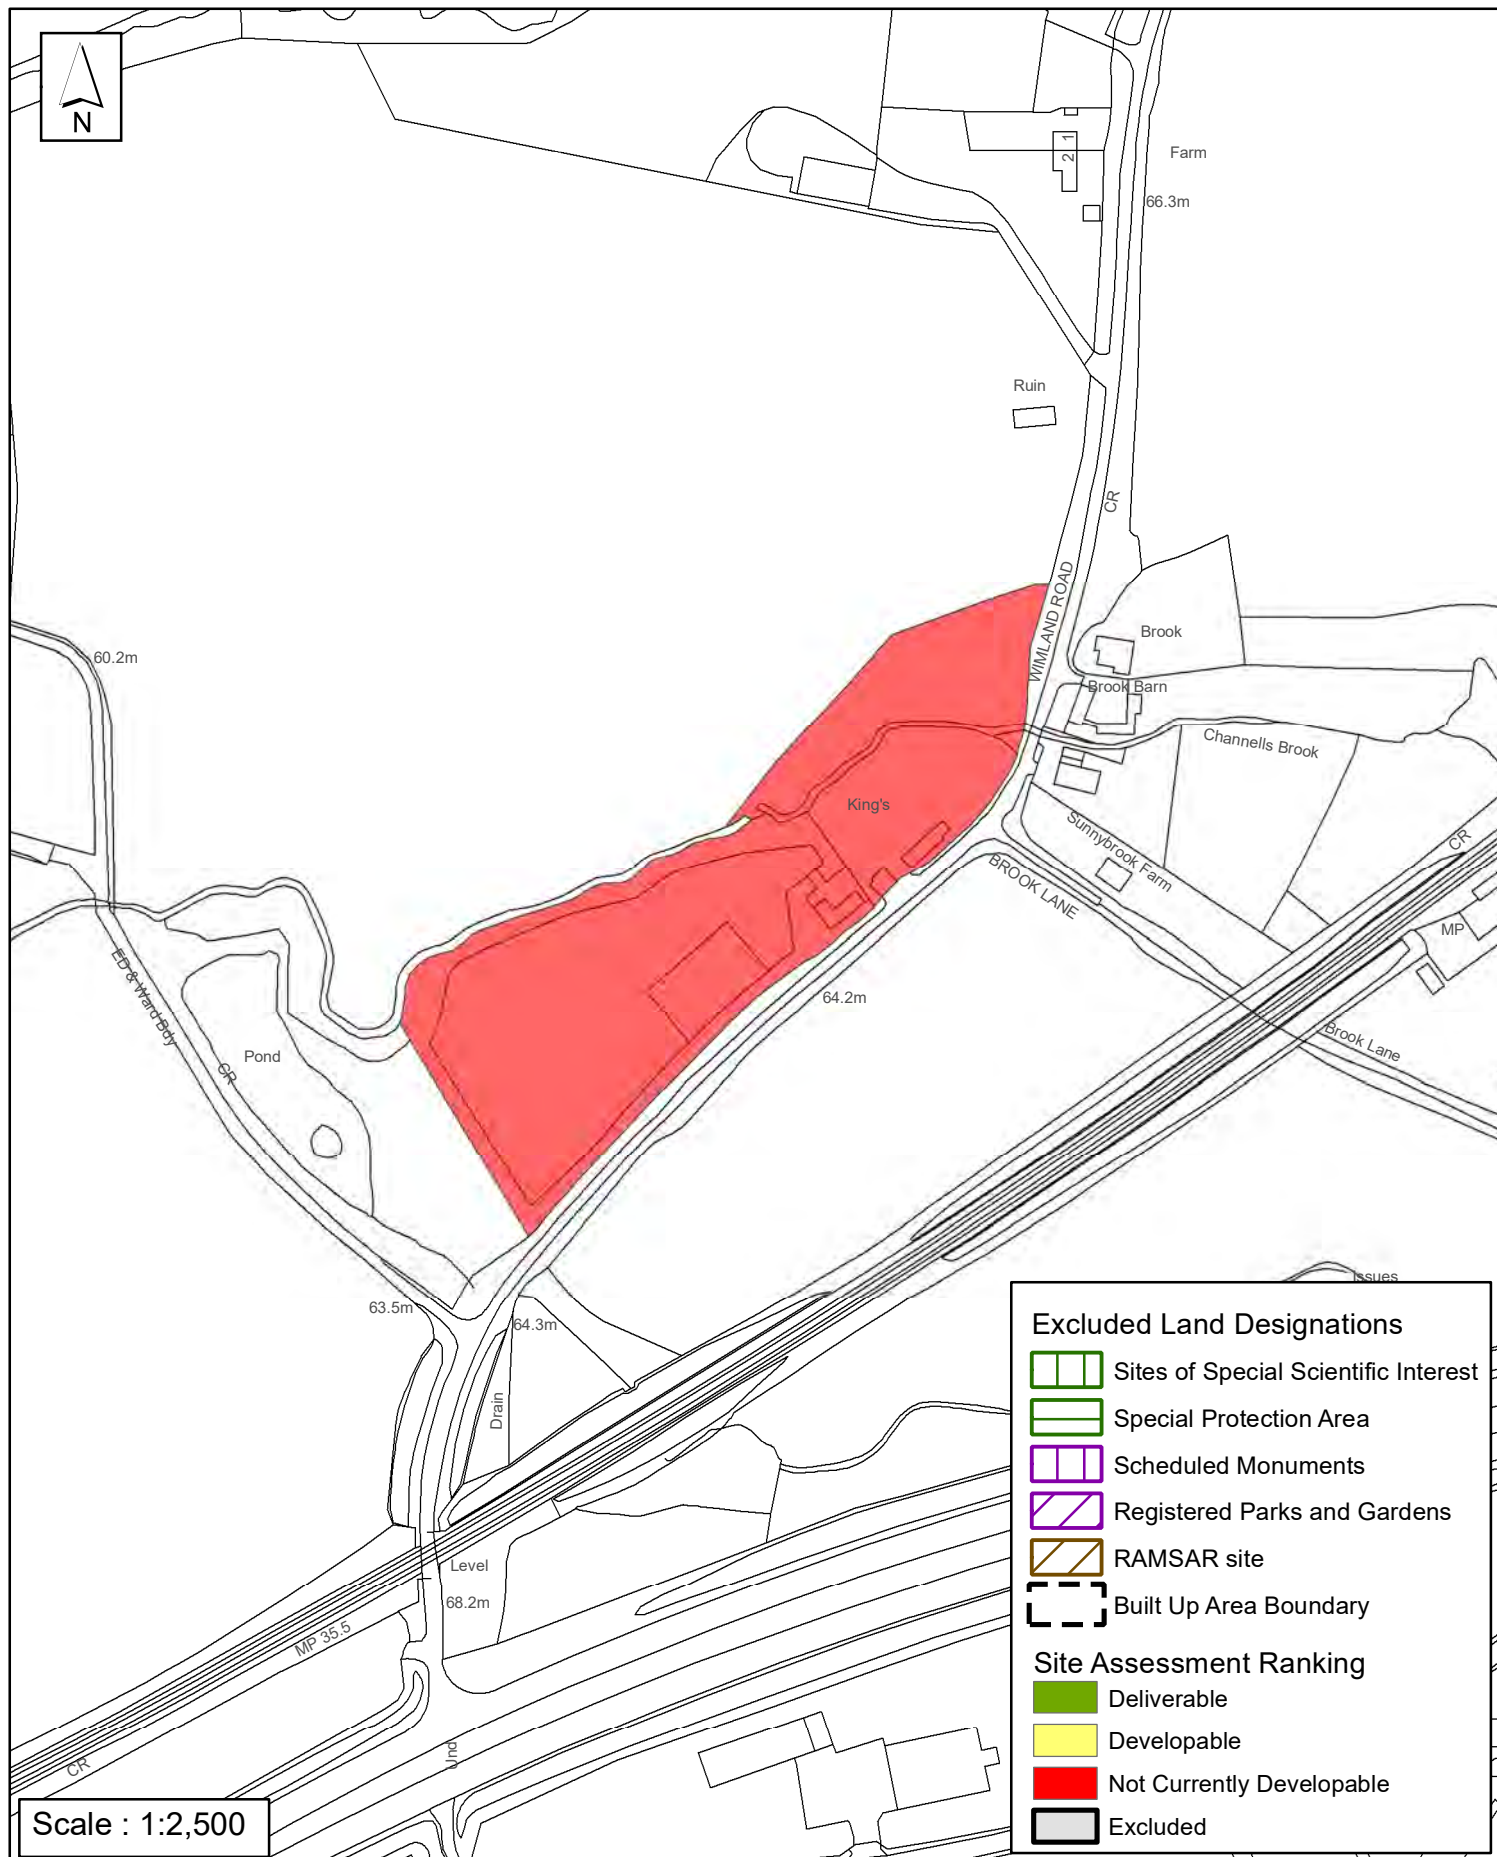 N
Farm
1
2
66.3m
Ruin
CR
WIMLAND ROAD
Brook
Brook Barn
60.2m
Channells Brook
King's
Sunnybrook Farm
CR
BROOK LANE
MP
ED & Ward Bdy
64.2m
Brook Lane
Pond
CR
Issues
63.5m
64.3m
Drain
Level
68.2m
MP 35.5
Und
CR
Scale : 1:2,500
Excluded Land Designations
Sites of Special Scientific Interest
Special Protection Area
Scheduled Monuments
Registered Parks and Gardens
RAMSAR site
Built Up Area Boundary
Site Assessment Ranking
Deliverable
Developable
Not Currently Developable
Excluded